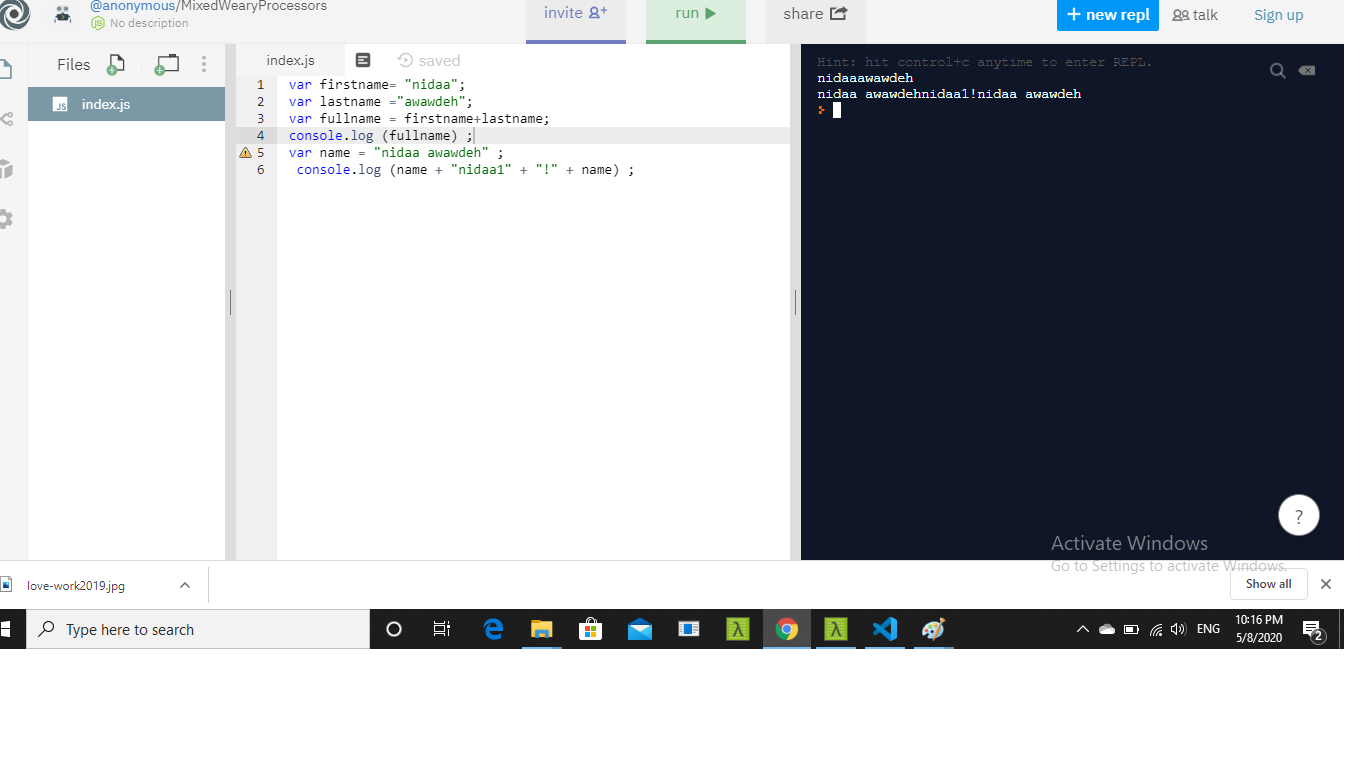 @anonymous/MixedWearyProcessors
No description
invite
run
share
+ new repl
talk
Sign up
Files
index.js
index.js
saved
1 var firstname= "nidaa";
2 var lastname ="awawdeh";
3 var fullname = firstname+lastname;
4 console.log (fullname) ;
5 var name = "nidaa awawdeh" ;
6 console.log (name + "nidaa1" + "!" + name) ;
Hint: hit control+c anytime to enter REPL.
nidaaawawdeh
nidaa awawdehnidaa1!nidaa awawdeh
>
?
Activate Windows
Go to Settings to activate Windows.
love-work2019.jpg
Show all
Type here to search
ENG
10:16 PM
5/8/2020
2